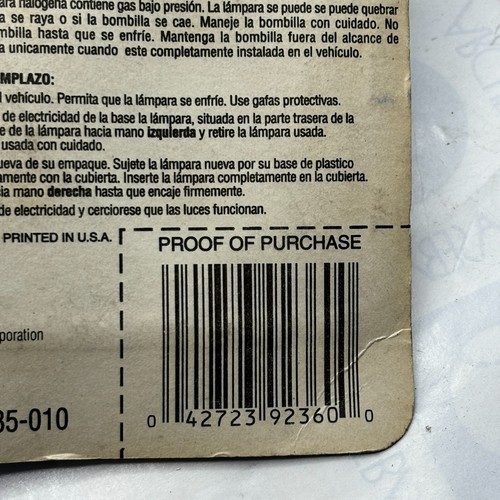 ara halógena contiene gas bajo presión. La lámpara se puede se puede quebrar
a se raya o si la bombilla se cae. Maneje la bombilla con cuidado. No
mbilla hasta que se enfríe. Mantenga la bombilla fuera del alcance de
a unicamente cuando este completamente instalada en el vehículo.
MPLAZO:
l vehículo. Permita que la lámpara se enfríe. Use gafas protectivas.
de electricidad de la base la lámpara, situada en la parte trasera de la
e de la lámpara hacia mano izquierda y retire la lámpara usada.
usada con cuidado.
ueva de su empaque. Sujete la lámpara nueva por su base de plastico
amente con la cubierta. Inserte la lámpara completamente en la cubierta.
ia mano derecha hasta que encaje firmemente.
de electricidad y cerciorese que las luces funcionan.
PRINTED IN U.S.A.
PROOF OF PURCHASE
poration
35-010
0 42723 92360 0